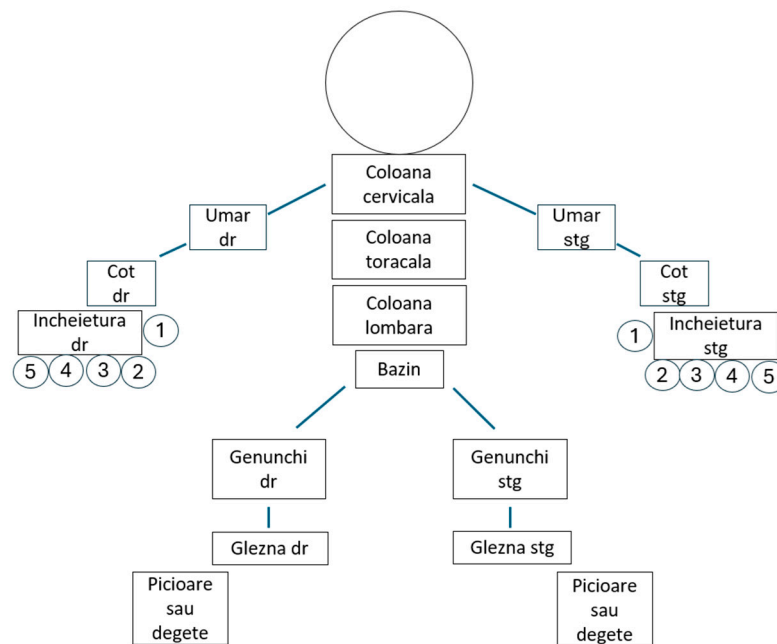 Coloana
cervicala
Umar
dr
Umar
stg
Coloana
toracala
Cot
dr
Cot
stg
Coloana
lombara
Incheietura
dr
1
5
4
3
2
1
Incheietura
stg
2
3
4
5
Bazin
Genunchi
dr
Genunchi
stg
Glezna dr
Glezna stg
Picioare
sau
degete
Picioare
sau
degete